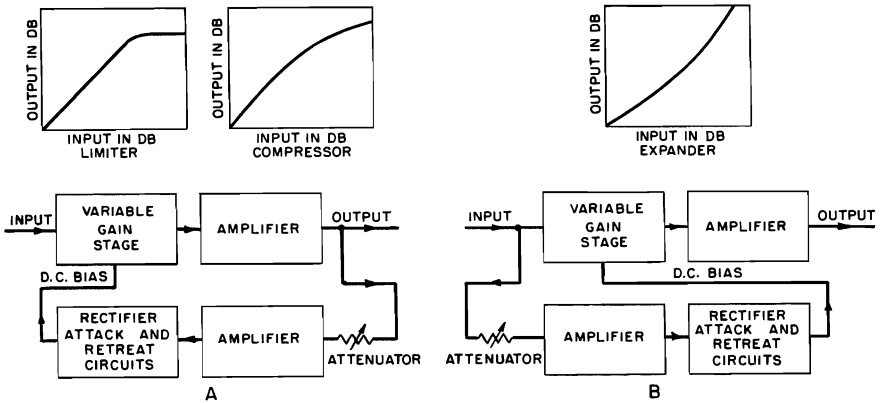 OUTPUT IN DB
INPUT IN DB
LIMITER
OUTPUT IN DB
INPUT IN DB
COMPRESSOR
OUTPUT IN DB
INPUT IN DB
EXPANDER
INPUT
VARIABLE
GAIN
STAGE
AMPLIFIER
OUTPUT
D.C. BIAS
RECTIFIER
ATTACK AND
RETREAT
CIRCUITS
AMPLIFIER
ATTENUATOR
A
INPUT
VARIABLE
GAIN
STAGE
AMPLIFIER
OUTPUT
D.C. BIAS
ATTENUATOR
AMPLIFIER
RECTIFIER
ATTACK AND
RETREAT
CIRCUITS
B